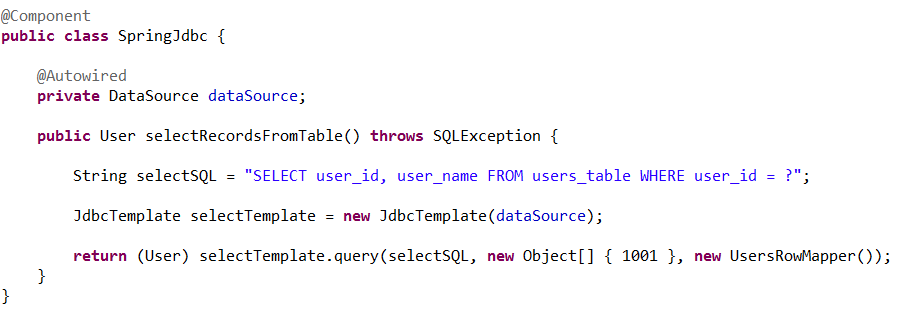 @Component
public class SpringJdbc {
@Autowired
private DataSource dataSource;
public User selectRecordsFromTable() throws SQLException {
String selectSQL = "SELECT user_id, user_name FROM users_table WHERE user_id = ?";
JdbcTemplate selectTemplate = new JdbcTemplate(dataSource);
return (User) selectTemplate.query(selectSQL, new Object[] { 1001 }, new UsersRowMapper());
}
}